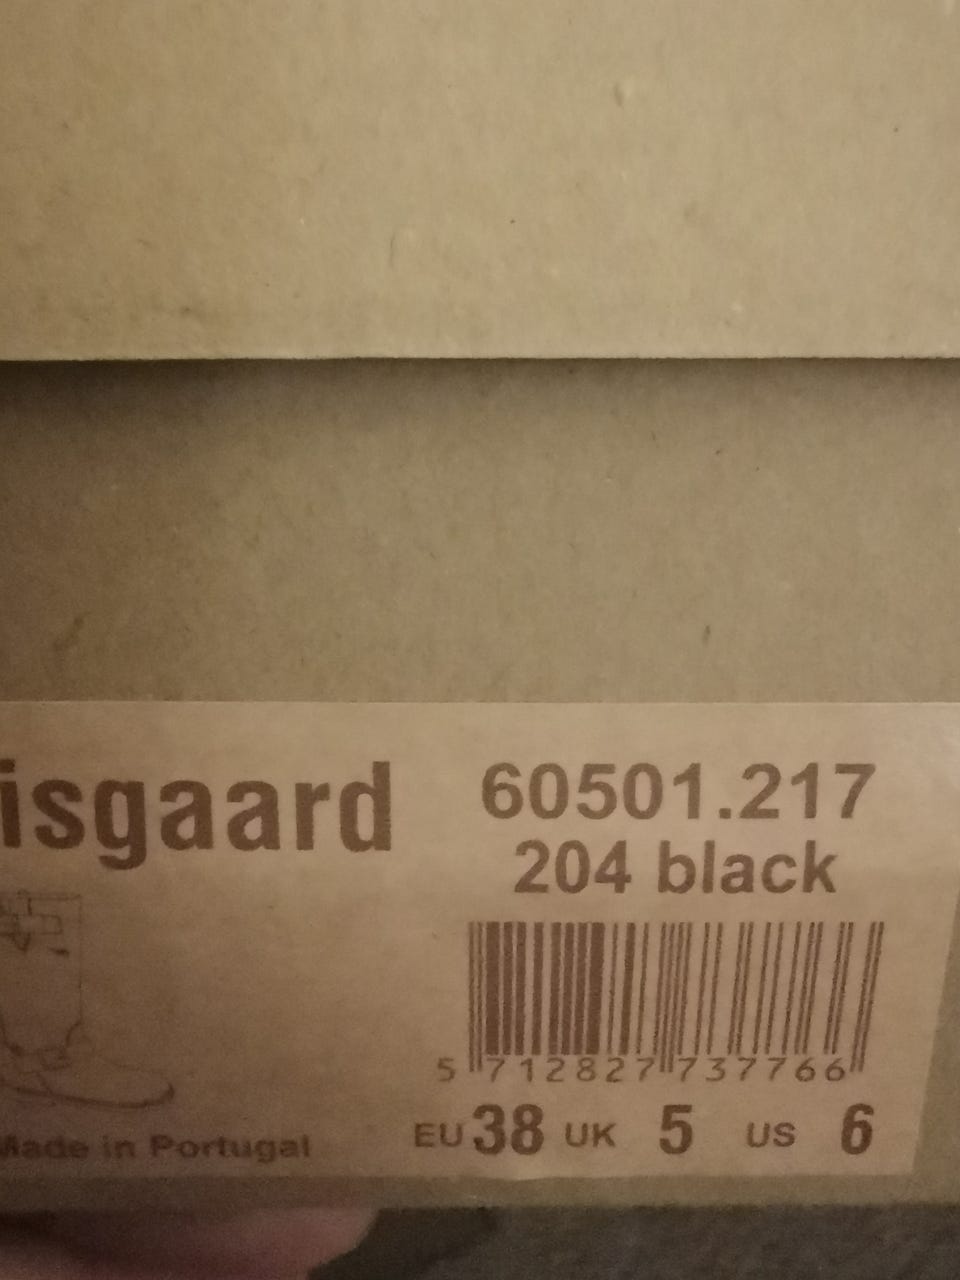 isgaard
60501.217
204 black
5 712827 737766
Made in Portugal
EU 38 UK 5 US 6